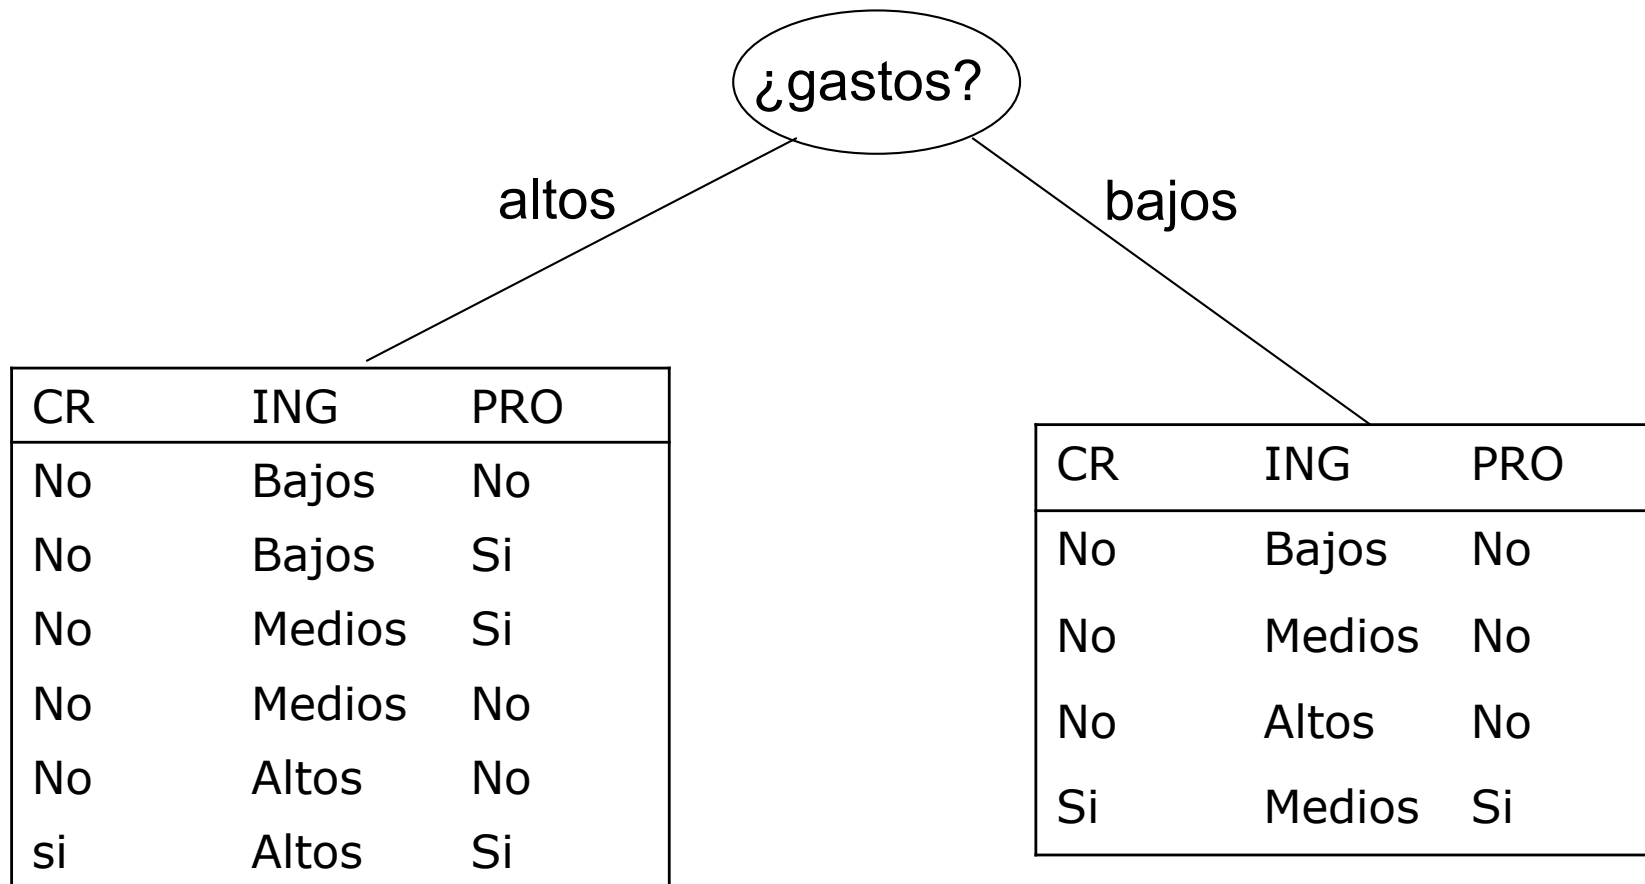 ¿gastos?
altos
bajos
CR ING PRO
No Bajos No
No Bajos Si
No Medios Si
No Medios No
No Altos No
si Altos Si
CR ING PRO
No Bajos No
No Medios No
No Altos No
Si Medios Si